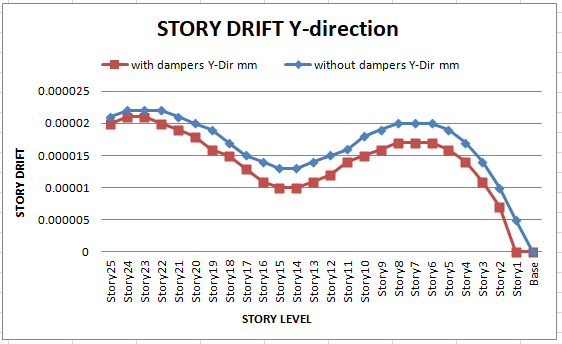 STORY DRIFT Y-direction
with dampers Y-Dir mm
without dampers Y-Dir mm
0.000025
0.00002
0.000015
0.00001
0.000005
0
STORY DRIFT
Story25
Story24
Story23
Story22
Story21
Story20
Story19
Story18
Story17
Story16
Story15
Story14
Story13
Story12
Story11
Story10
Story9
Story8
Story7
Story6
Story5
Story4
Story3
Story2
Story1
Base
STORY LEVEL